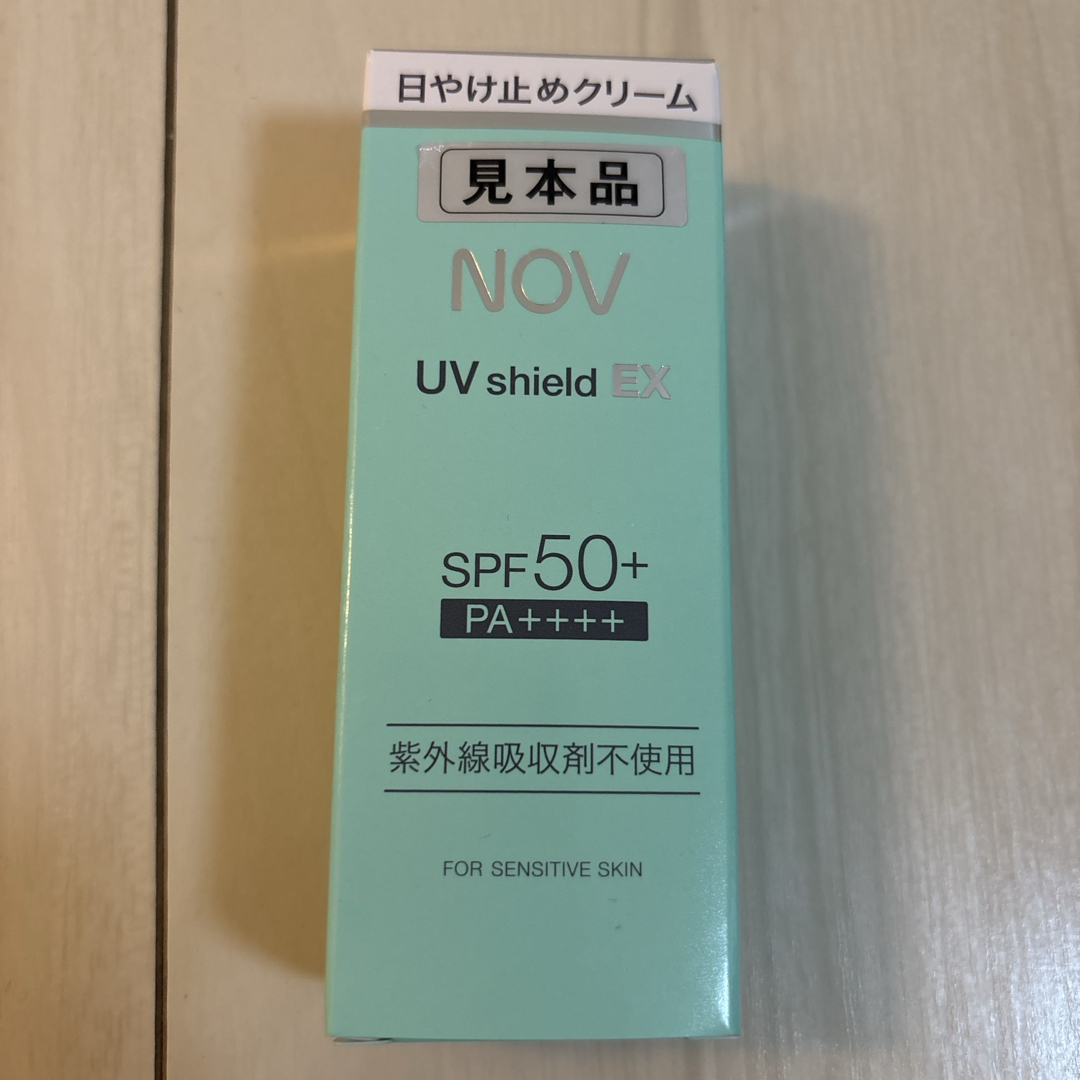 日やけ止めクリーム
見本品
NOV
UV shield EX
SPF50+
PA++++
紫外線吸収剤不使用
FOR SENSITIVE SKIN